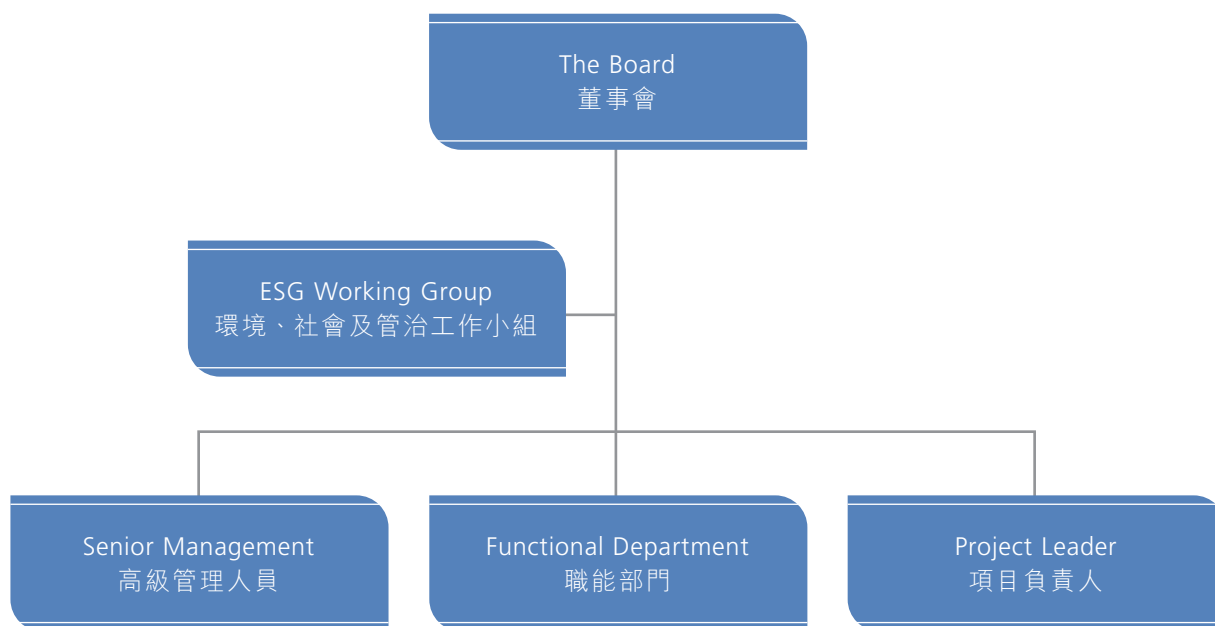 The Board
董事會
ESG Working Group
環境、社會及管治工作小組
Senior Management
高級管理人員
Functional Department
職能部門
Project Leader
項目負責人